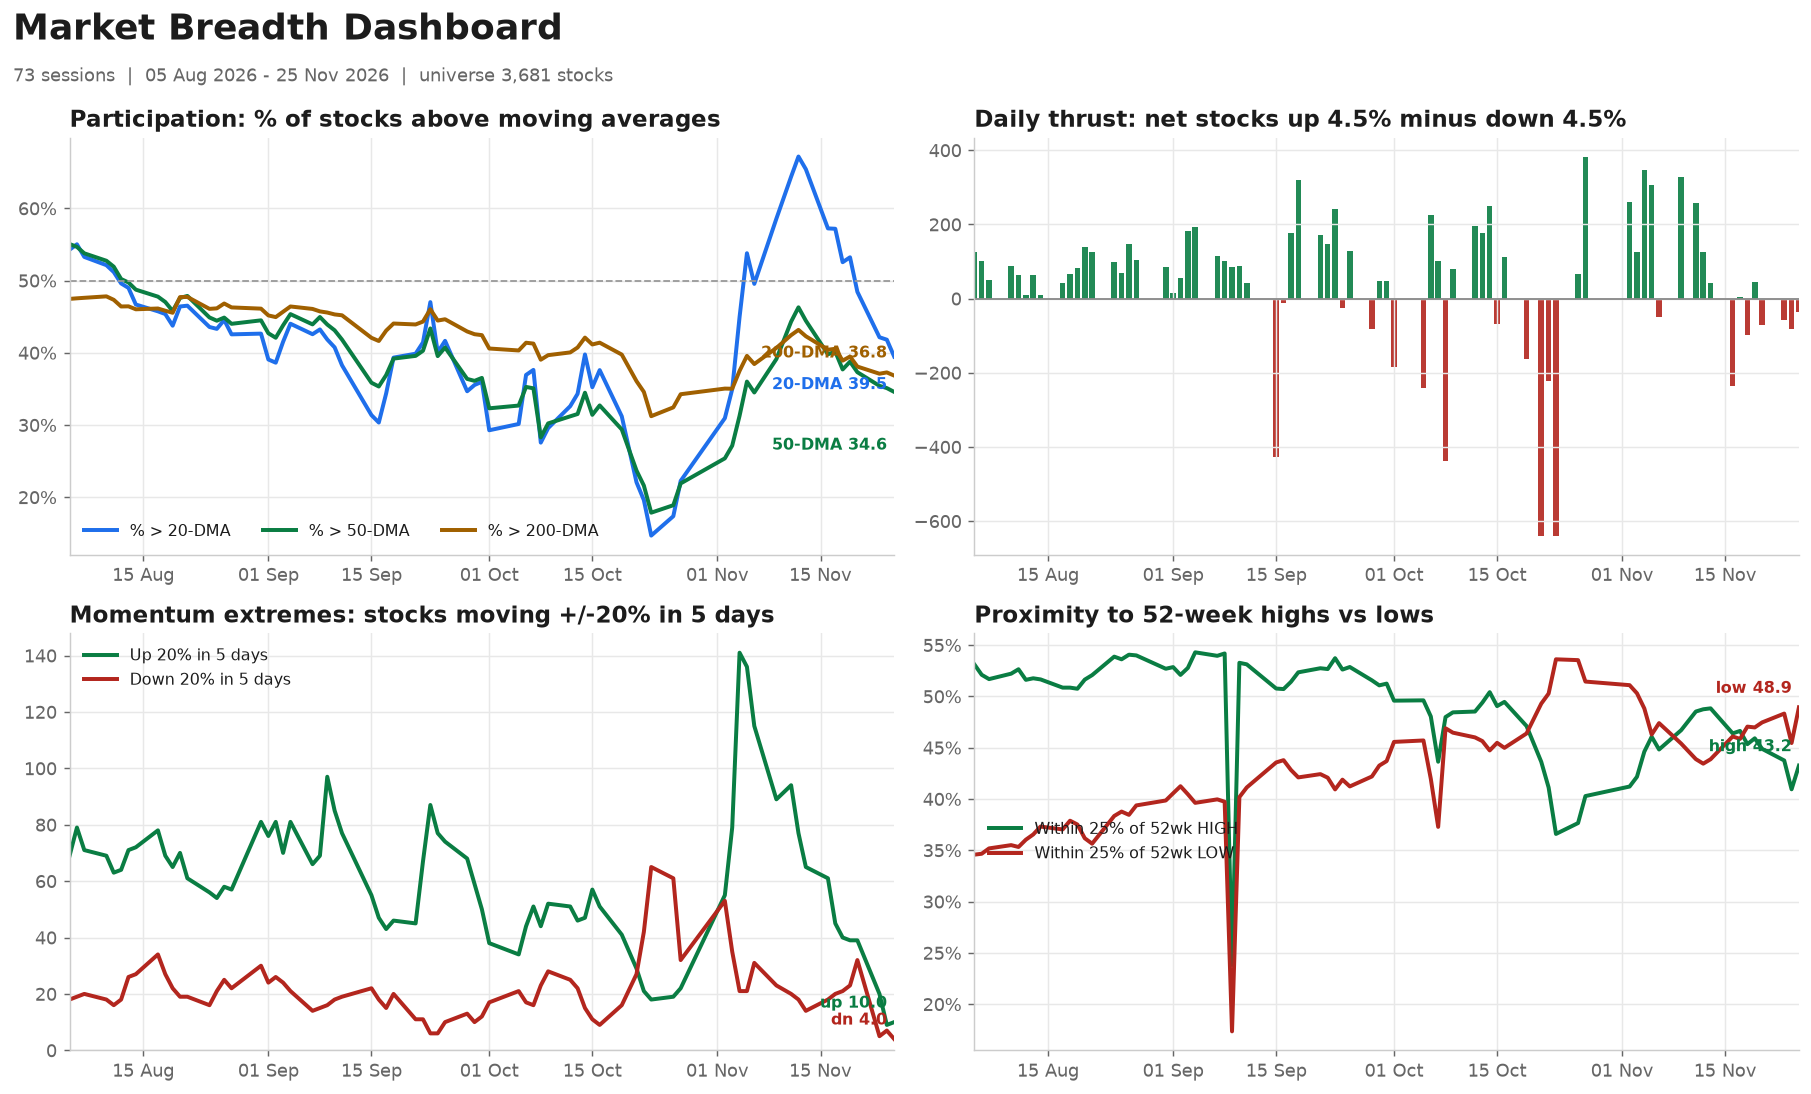 Market Breadth Dashboard
73 sessions | 05 Aug 2026 - 25 Nov 2026 | universe 3,681 stocks
Participation: % of stocks above moving averages
60%
50%
40%
30%
20%
200-DMA 36.8
20-DMA 39.5
50-DMA 34.6
% > 20-DMA
% > 50-DMA
% > 200-DMA
15 Aug
01 Sep
15 Sep
01 Oct
15 Oct
01 Nov
15 Nov
Daily thrust: net stocks up 4.5% minus down 4.5%
400
200
0
−200
−400
−600
15 Aug
01 Sep
15 Sep
01 Oct
15 Oct
01 Nov
15 Nov
Momentum extremes: stocks moving +/-20% in 5 days
Up 20% in 5 days
Down 20% in 5 days
140
120
100
80
60
40
20
0
up 10.0
dn 4.0
15 Aug
01 Sep
15 Sep
01 Oct
15 Oct
01 Nov
15 Nov
Proximity to 52-week highs vs lows
55%
50%
45%
40%
35%
30%
25%
20%
low 48.9
high 43.2
Within 25% of 52wk HIGH
Within 25% of 52wk LOW
15 Aug
01 Sep
15 Sep
01 Oct
15 Oct
01 Nov
15 Nov